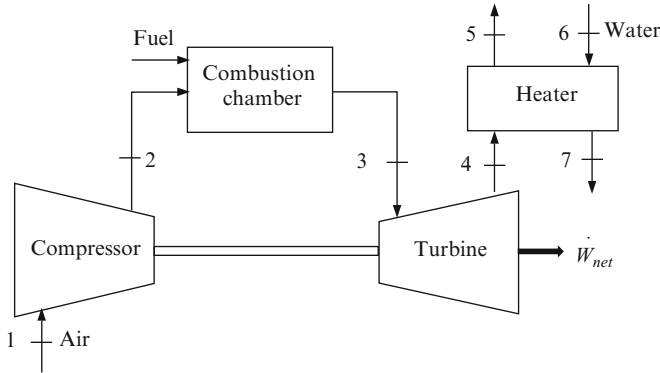 5
6
Water
Fuel
Combustion
chamber
Heater
2
3
4
7
Compressor
Turbine
Ẇnet
1
Air